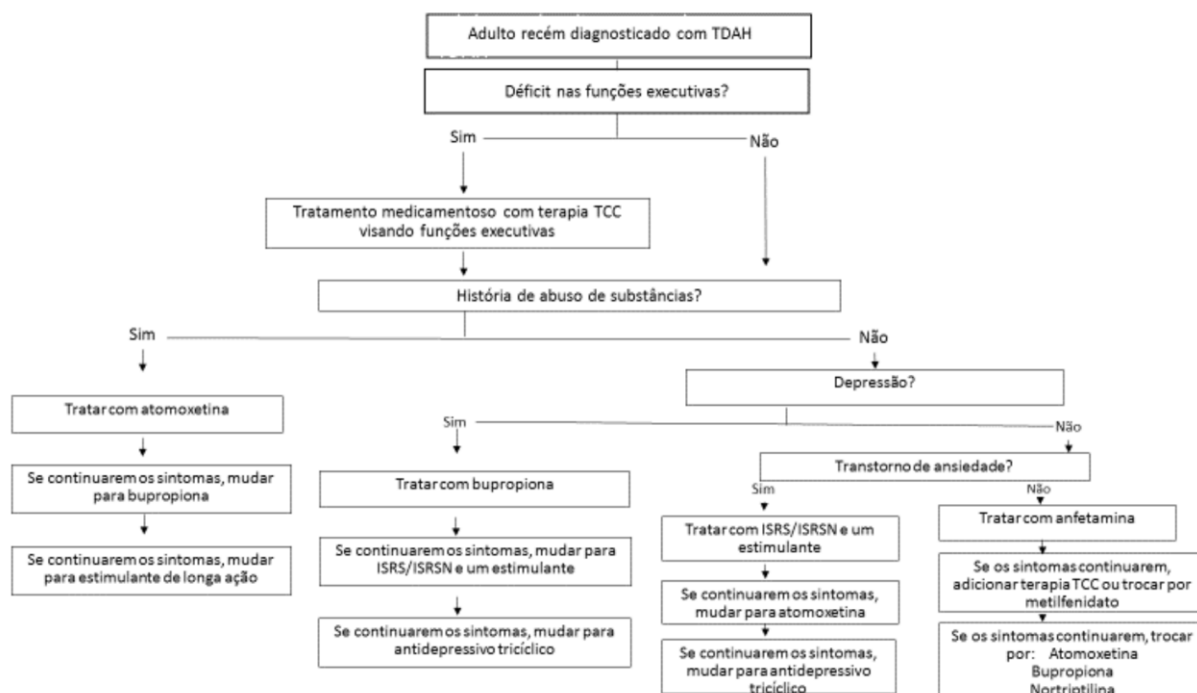 Adulto recém diagnosticado com TDAH
Déficit nas funções executivas?
Sim
Não
Tratamento medicamentoso com terapia TCC
visando funções executivas
História de abuso de substâncias?
Sim
Não
Depressão?
Tratar com atomoxetina
Sim
Não
Transtorno de ansiedade?
Se continuarem os sintomas, mudar
para bupropiona
Tratar com bupropiona
Sim
Não
Tratar com ISRS/ISRSN e um
estimulante
Tratar com anfetamina
Se continuarem os sintomas, mudar
para estimulante de longa ação
Se continuarem os sintomas, mudar para
ISRS/ISRSN e um estimulante
Se os sintomas continuarem,
adicionar terapia TCC ou trocar por
metilfenidato
Se continuarem os sintomas,
mudar para atomoxetina
Se continuarem os sintomas, mudar para
antidepressivo tricíclico
Se continuarem os sintomas,
mudar para antidepressivo
tricíclico
Se os sintomas continuarem, trocar
por: Atomoxetina
Bupropiona
Nortriptilina